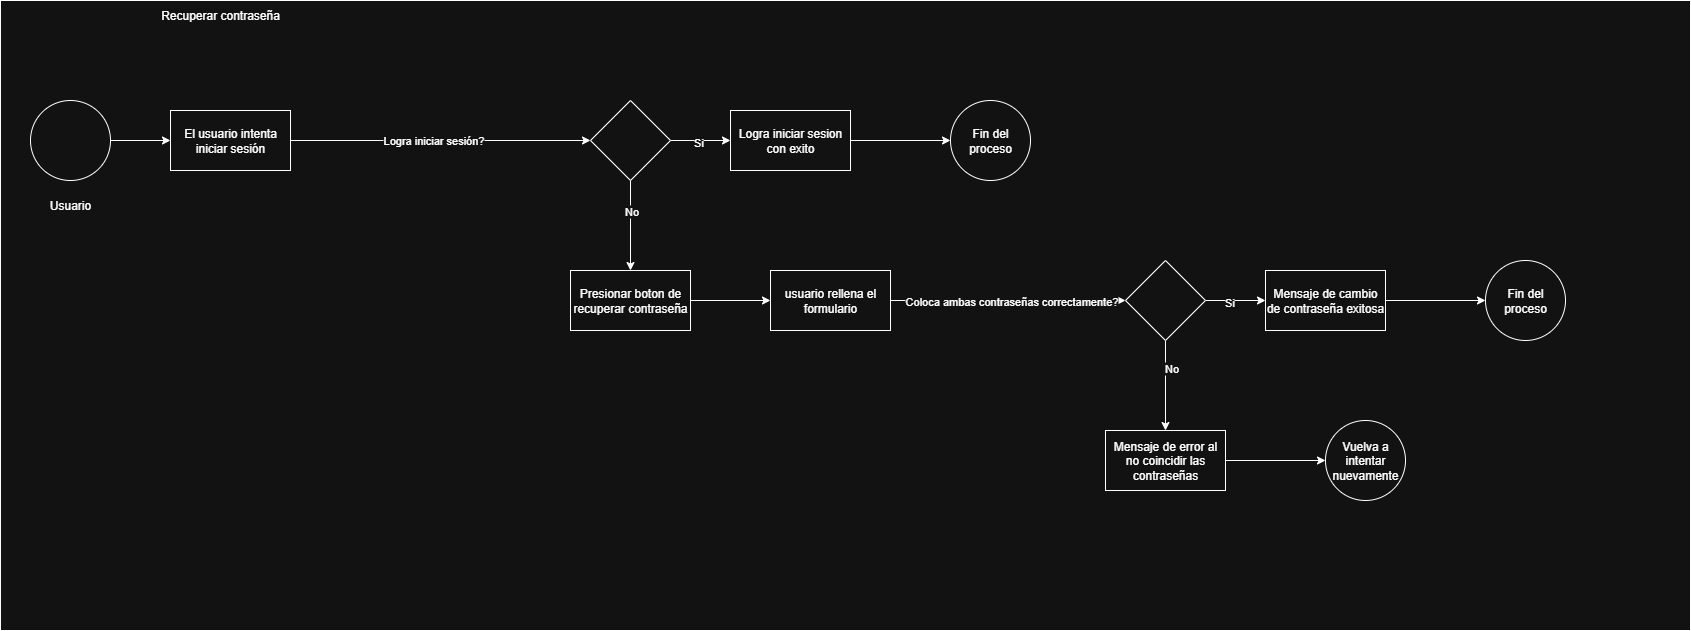 Recuperar contraseña
El usuario intenta
iniciar sesión
Logra iniciar sesión?
Si
Logra iniciar sesion
con exito
Fin del
proceso
Usuario
No
Presionar boton de
recuperar contraseña
usuario rellena el
formulario
Coloca ambas contraseñas correctamente?
Si
Mensaje de cambio
de contraseña exitosa
Fin del
proceso
No
Mensaje de error al
no coincidir las
contraseñas
Vuelva a
intentar
nuevamente